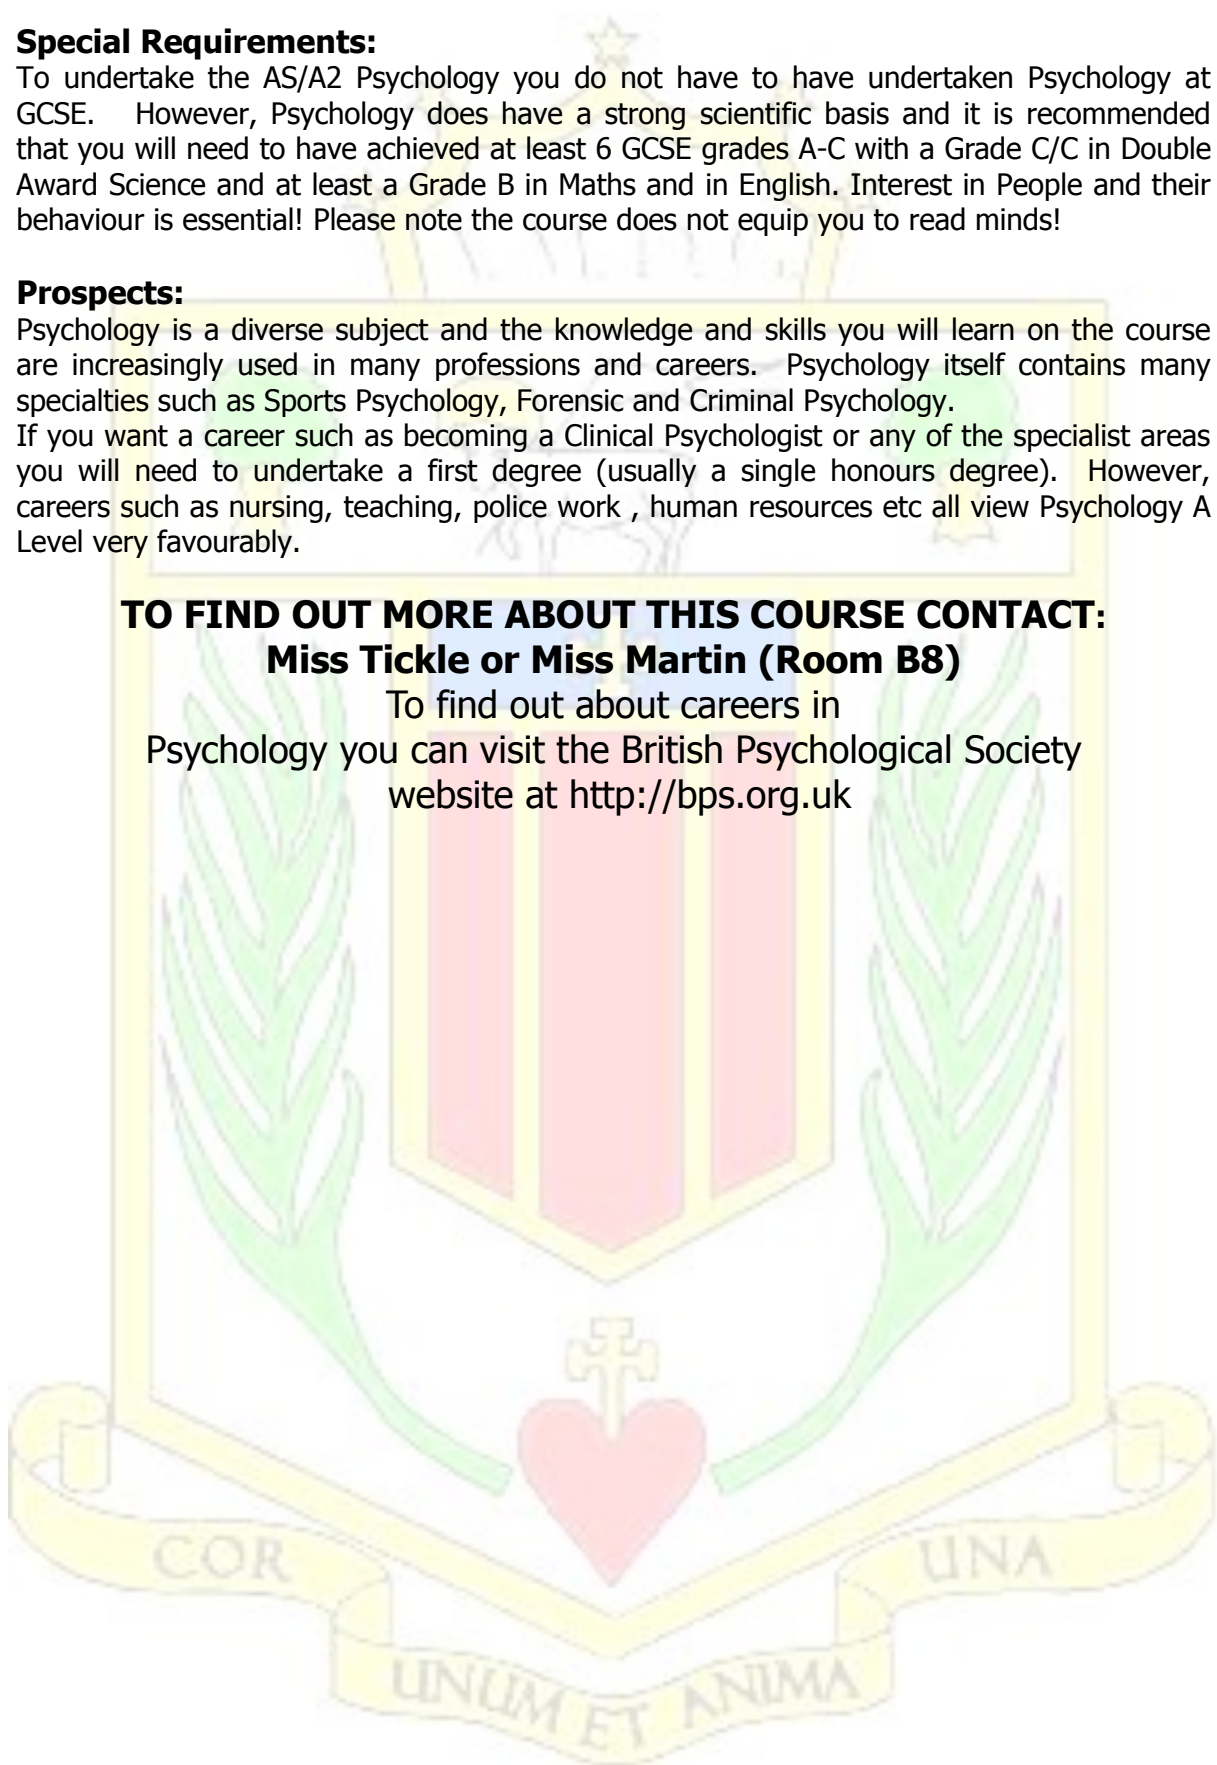 Special Requirements:
To undertake the AS/A2 Psychology you do not have to have undertaken Psychology at
GCSE. However, Psychology does have a strong scientific basis and it is recommended
that you will need to have achieved at least 6 GCSE grades A-C with a Grade C/C in Double
Award Science and at least a Grade B in Maths and in English. Interest in People and their
behaviour is essential! Please note the course does not equip you to read minds!
Prospects:
Psychology is a diverse subject and the knowledge and skills you will learn on the course
are increasingly used in many professions and careers. Psychology itself contains many
specialties such as Sports Psychology, Forensic and Criminal Psychology.
If you want a career such as becoming a Clinical Psychologist or any of the specialist areas
you will need to undertake a first degree (usually a single honours degree). However,
careers such as nursing, teaching, police work , human resources etc all view Psychology A
Level very favourably.
TO FIND OUT MORE ABOUT THIS COURSE CONTACT:
Miss Tickle or Miss Martin (Room B8)
To find out about careers in
Psychology you can visit the British Psychological Society
website at http://bps.org.uk
COR UNUM ET ANIMA UNA